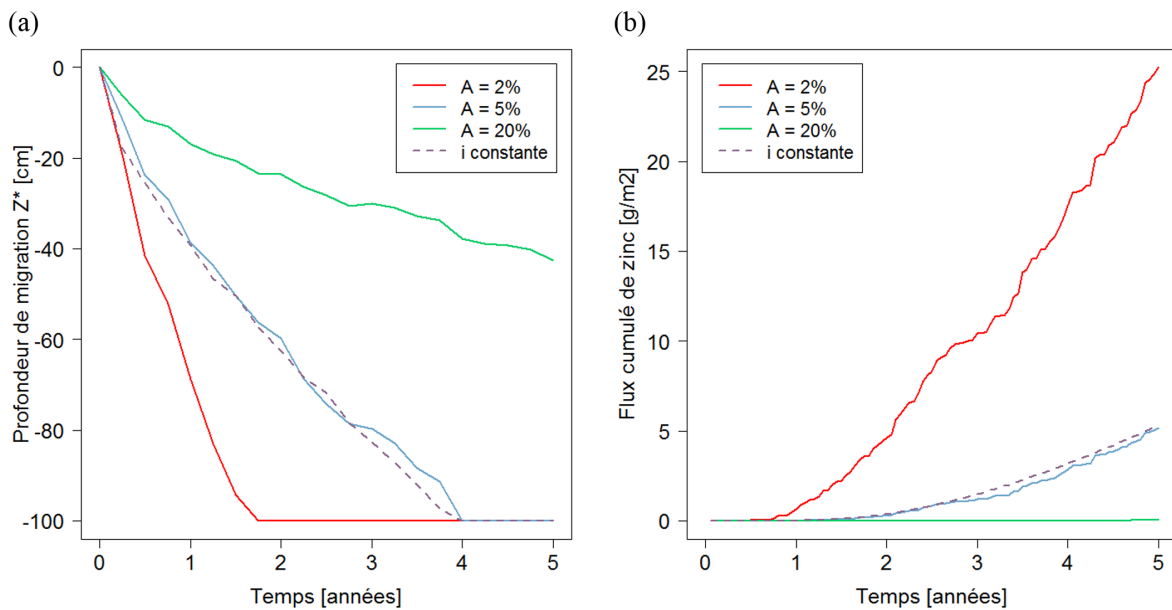 (a)
Profondeur de migration Z* [cm]
0
-20
-40
-60
-80
-100
A = 2%
A = 5%
A = 20%
i constante
0 1 2 3 4 5
Temps [années]
(b)
Flux cumulé de zinc [g/m2]
25
20
15
10
5
0
A = 2%
A = 5%
A = 20%
i constante
0 1 2 3 4 5
Temps [années]